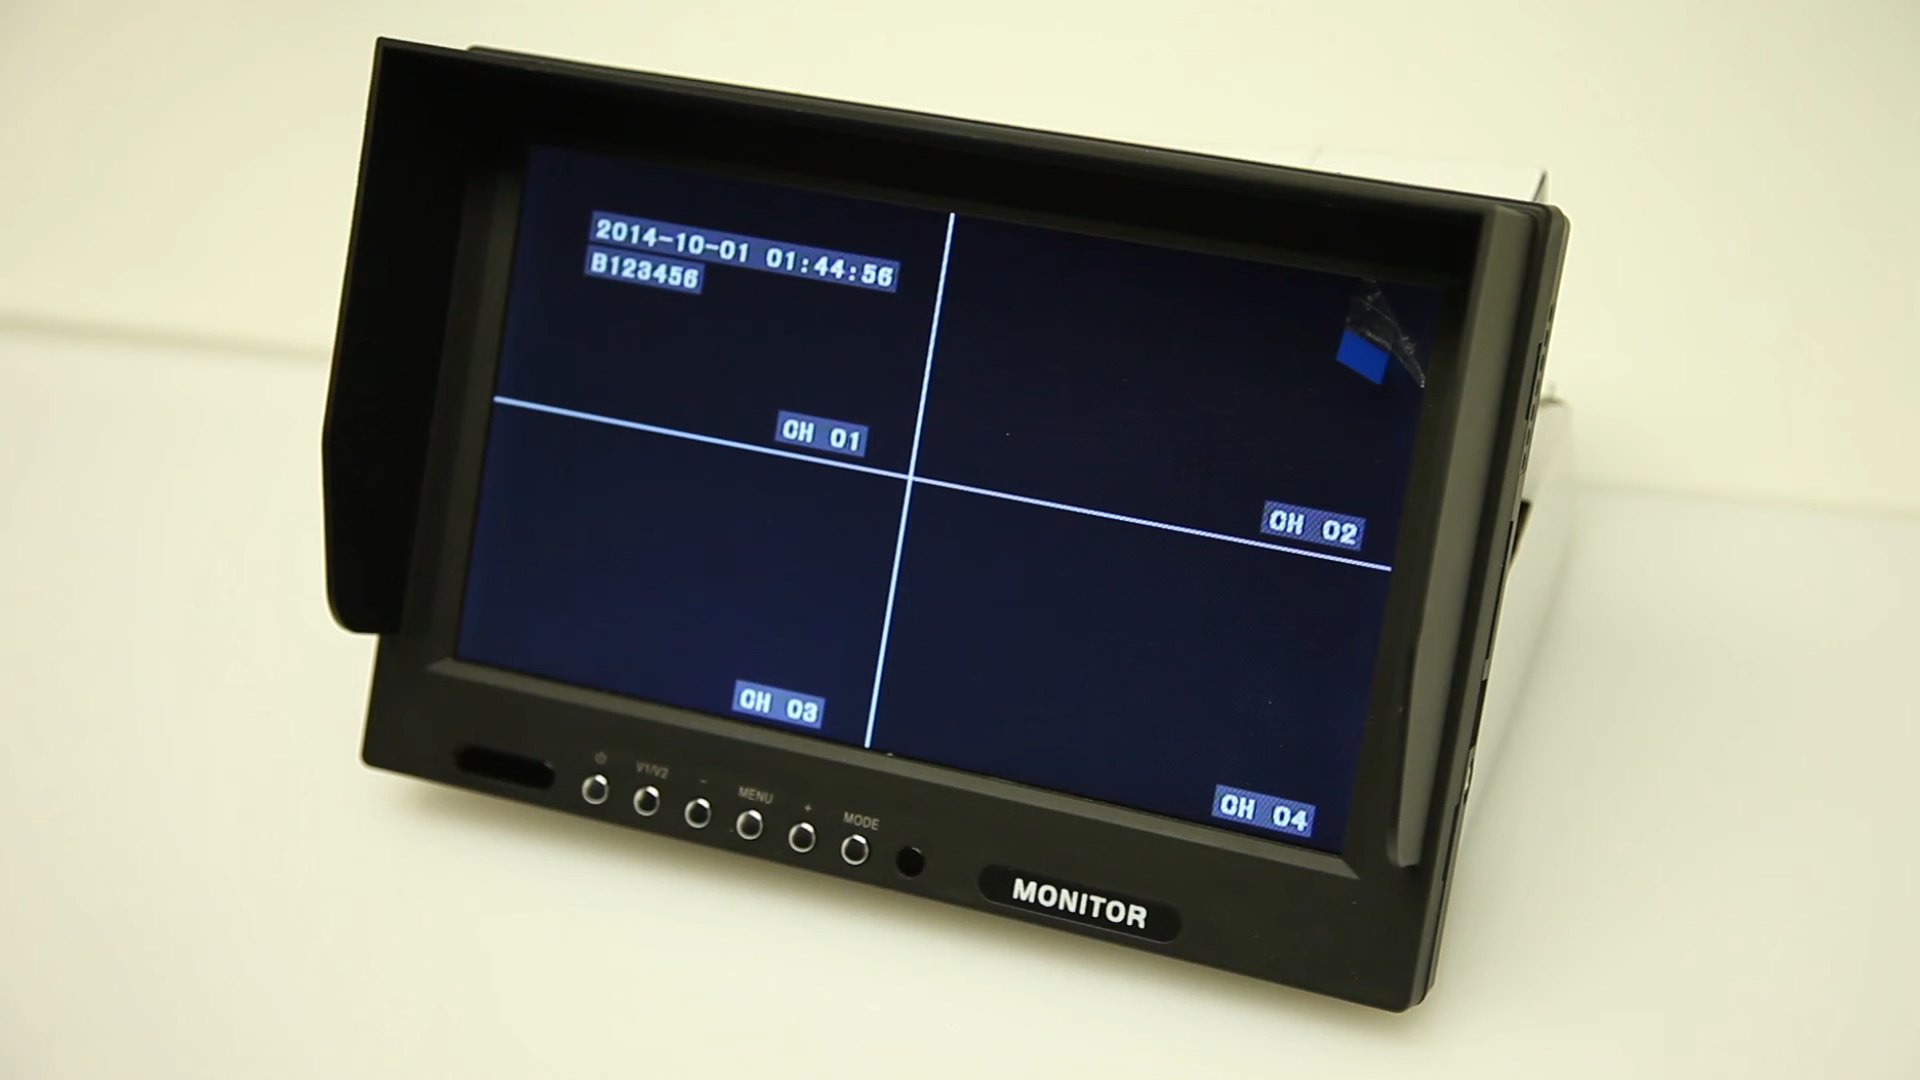 2014-10-01 01:44:56
B123456
CH 01
CH 02
CH 03
CH 04
V1/V2
-
MENU
+
MODE
MONITOR